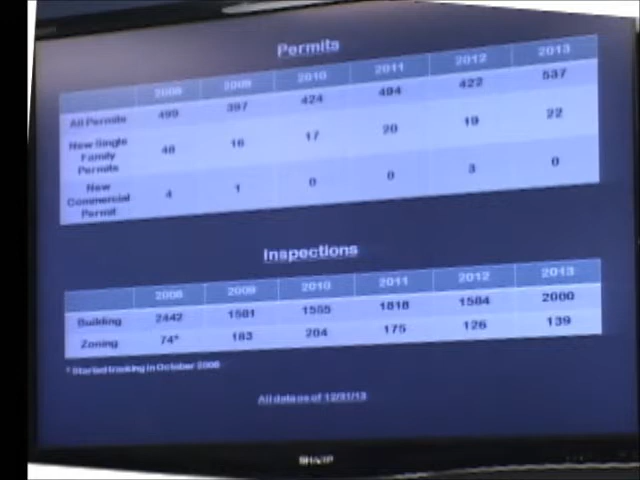 Permits
2008 2009 2010 2011 2012 2013
All Permits 499 397 424 494 422 537
New Single Family Permits 48 16 17 20 19 22
New Commercial Permit 4 1 0 0 3 0
Inspections
2008 2009 2010 2011 2012 2013
Building 2442 1501 1555 1818 1584 2080
Zoning 74* 183 204 175 126 139
* Started tracking in October 2008
All data as of 12/31/13
SHARP